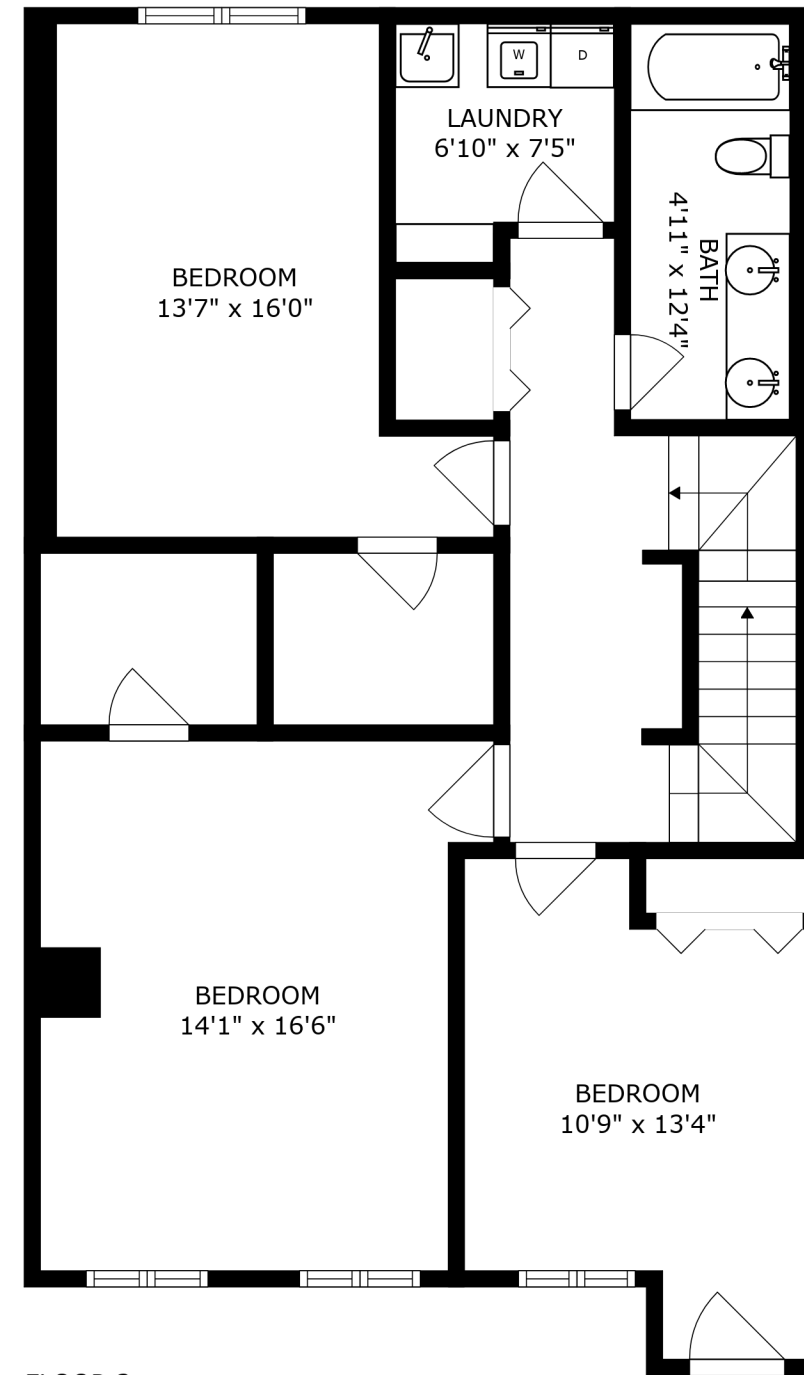 W
D
LAUNDRY
6'10" x 7'5"
BATH
4'11" x 12'4"
BEDROOM
13'7" x 16'0"
BEDROOM
14'1" x 16'6"
BEDROOM
10'9" x 13'4"